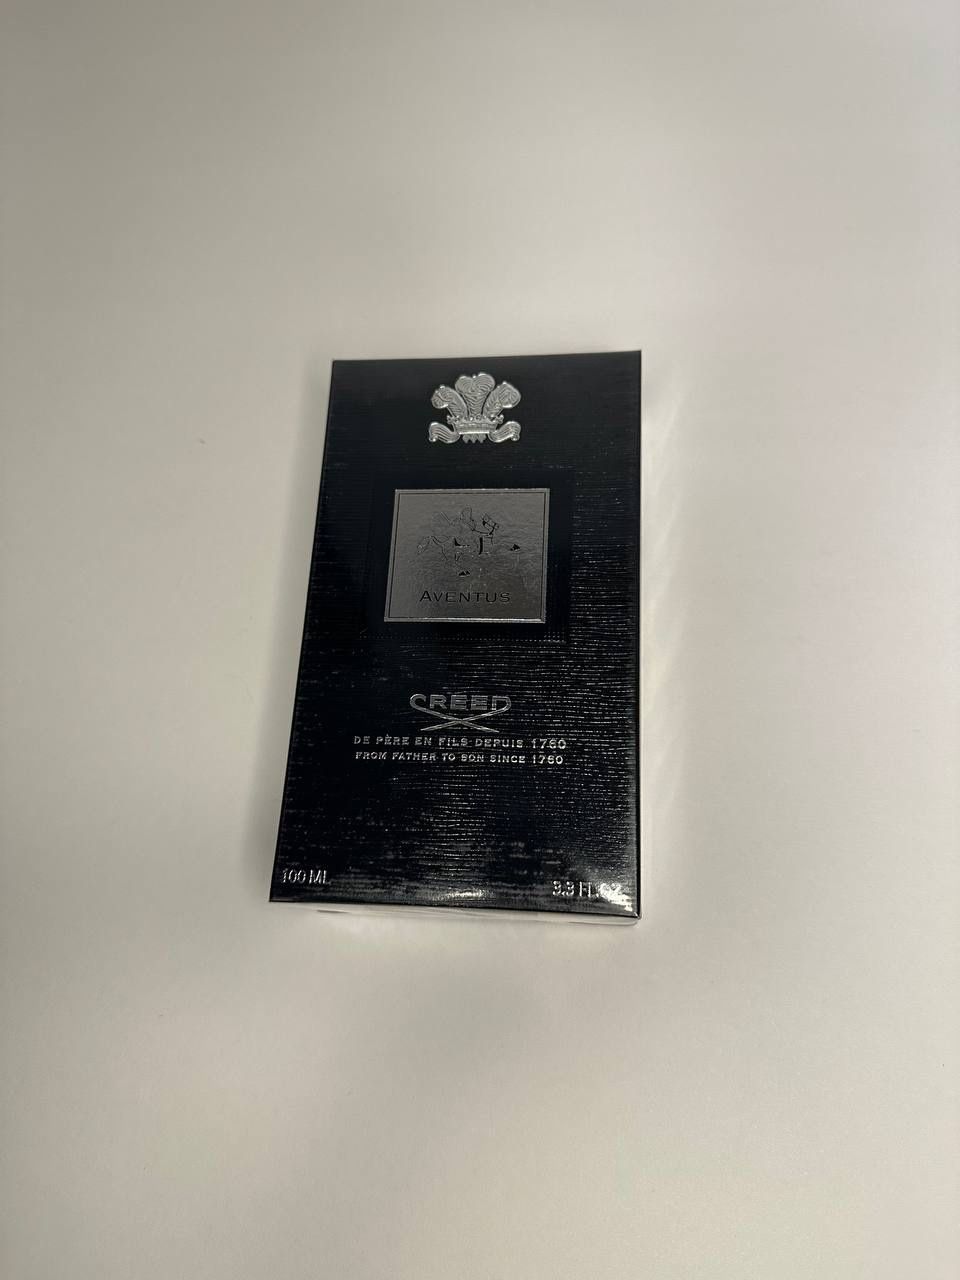 AVENTUS
CREED
DE PÈRE EN FILS DEPUIS 1760
FROM FATHER TO SON SINCE 1760
100 ML
3.3 FL. OZ.